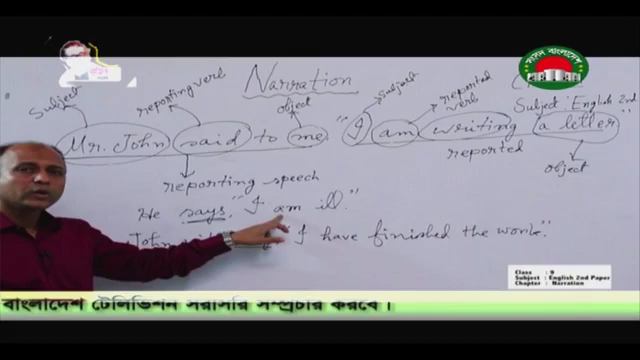 Narration
সংসদ বাংলাদেশ
Subject
reporting verb
object
Subject
reported verb
Subject : English 2nd
Mr. John said to me "I am writing a letter"
reporting speech
reported
object
He says, "I am ill."
I have finished the work."
Class : 9
Subject : English 2nd Paper
Chapter : Narration
বাংলাদেশ টেলিভিশন সরাসরি সম্প্রচার করবে।